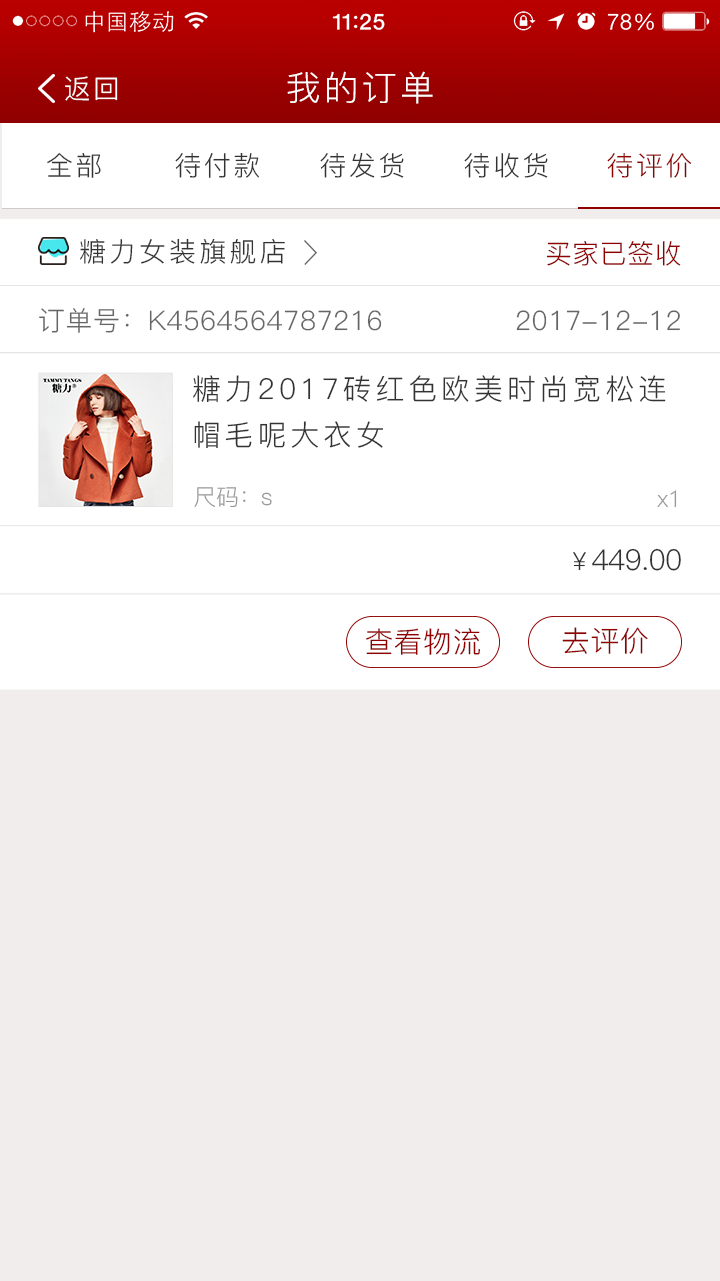 中国移动 11:25 78%
返回 我的订单
全部 待付款 待发货 待收货 待评价
糖力女装旗舰店 买家已签收
订单号：K4564564787216 2017-12-12
TAMMYTANGS
糖力®
糖力2017砖红色欧美时尚宽松连
帽毛呢大衣女
尺码：s x1
¥449.00
查看物流 去评价